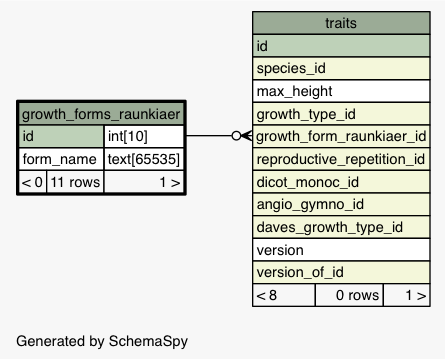 traits
id
species_id
max_height
growth_forms_raunkiaer
growth_type_id
id int[10]
growth_form_raunkiaer_id
form_name text[65535]
reproductive_repetition_id
< 0 11 rows 1 >
dicot_monoc_id
angio_gymno_id
daves_growth_type_id
version
version_of_id
< 8 0 rows 1 >
Generated by SchemaSpy